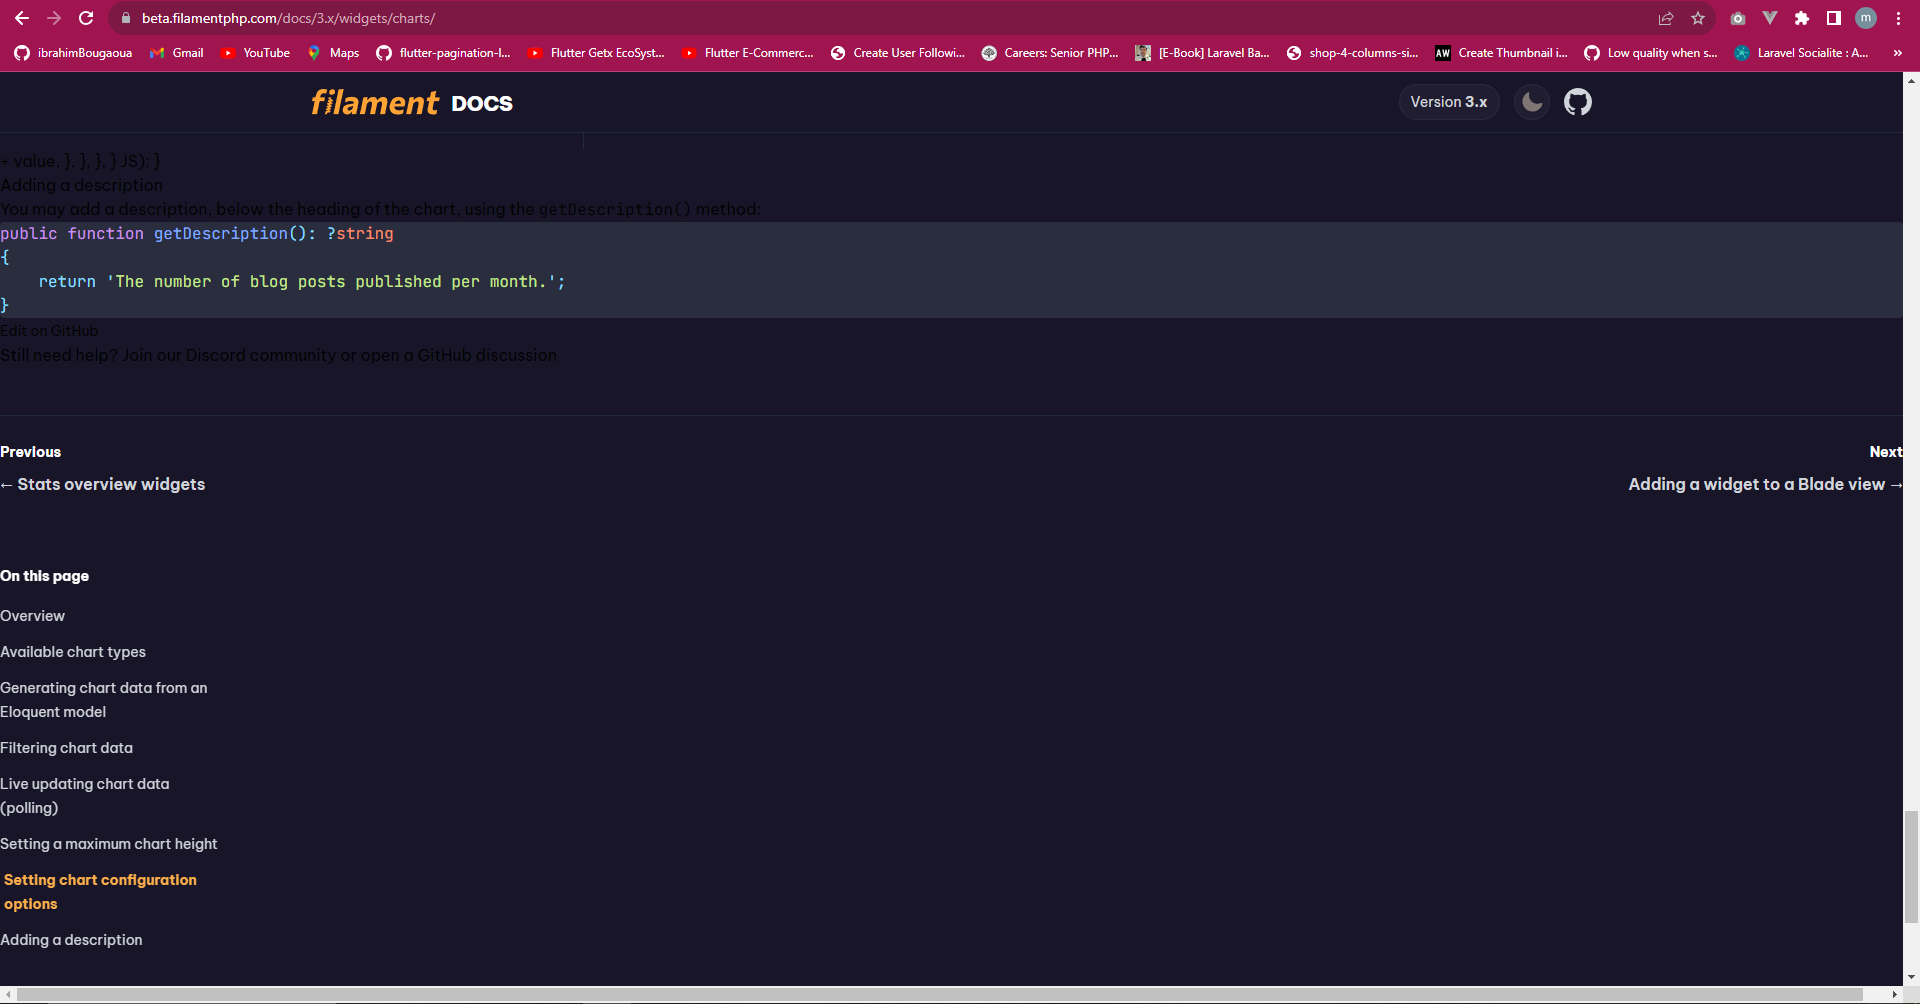 beta.filamentphp.com/docs/3.x/widgets/charts/
m
ibrahimBougaoua
Gmail
YouTube
Maps
flutter-pagination-l...
Flutter Getx EcoSyst...
Flutter E-Commerc...
Create User Followi...
Careers: Senior PHP...
[E-Book] Laravel Ba...
shop-4-columns-si...
AW
Create Thumbnail i...
Low quality when s...
Laravel Socialite : A...
»
filament DOCS
Version 3.x
+ value, }, }, }, } JS); }
Adding a description
You may add a description, below the heading of the chart, using the getDescription() method:
public function getDescription(): ?string
{
    return 'The number of blog posts published per month.';
}
Edit on GitHub
Still need help? Join our Discord community or open a GitHub discussion
Previous
Next
← Stats overview widgets
Adding a widget to a Blade view →
On this page
Overview
Available chart types
Generating chart data from an
Eloquent model
Filtering chart data
Live updating chart data
(polling)
Setting a maximum chart height
Setting chart configuration
options
Adding a description